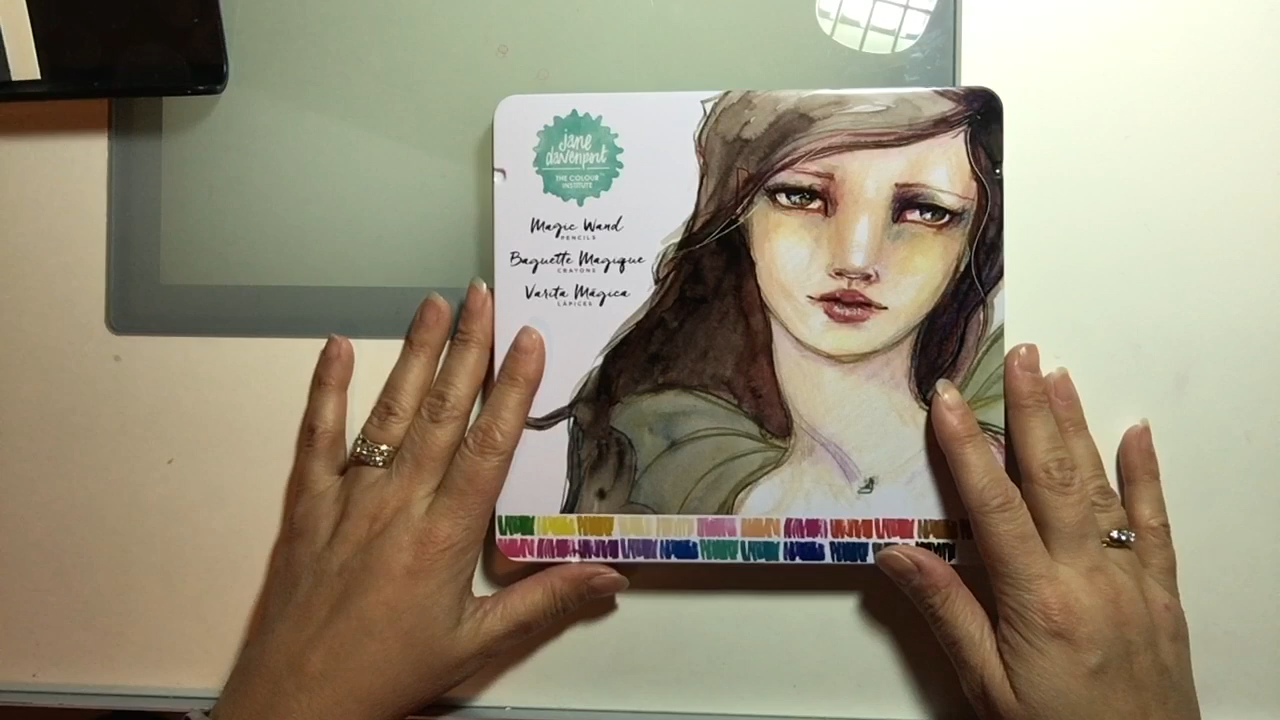 jane
davenport
THE COLOUR
INSTITUTE
Magic Wand
PENCILS
Baguette Magique
CRAYONS
Varita Mágica
LÁPICES